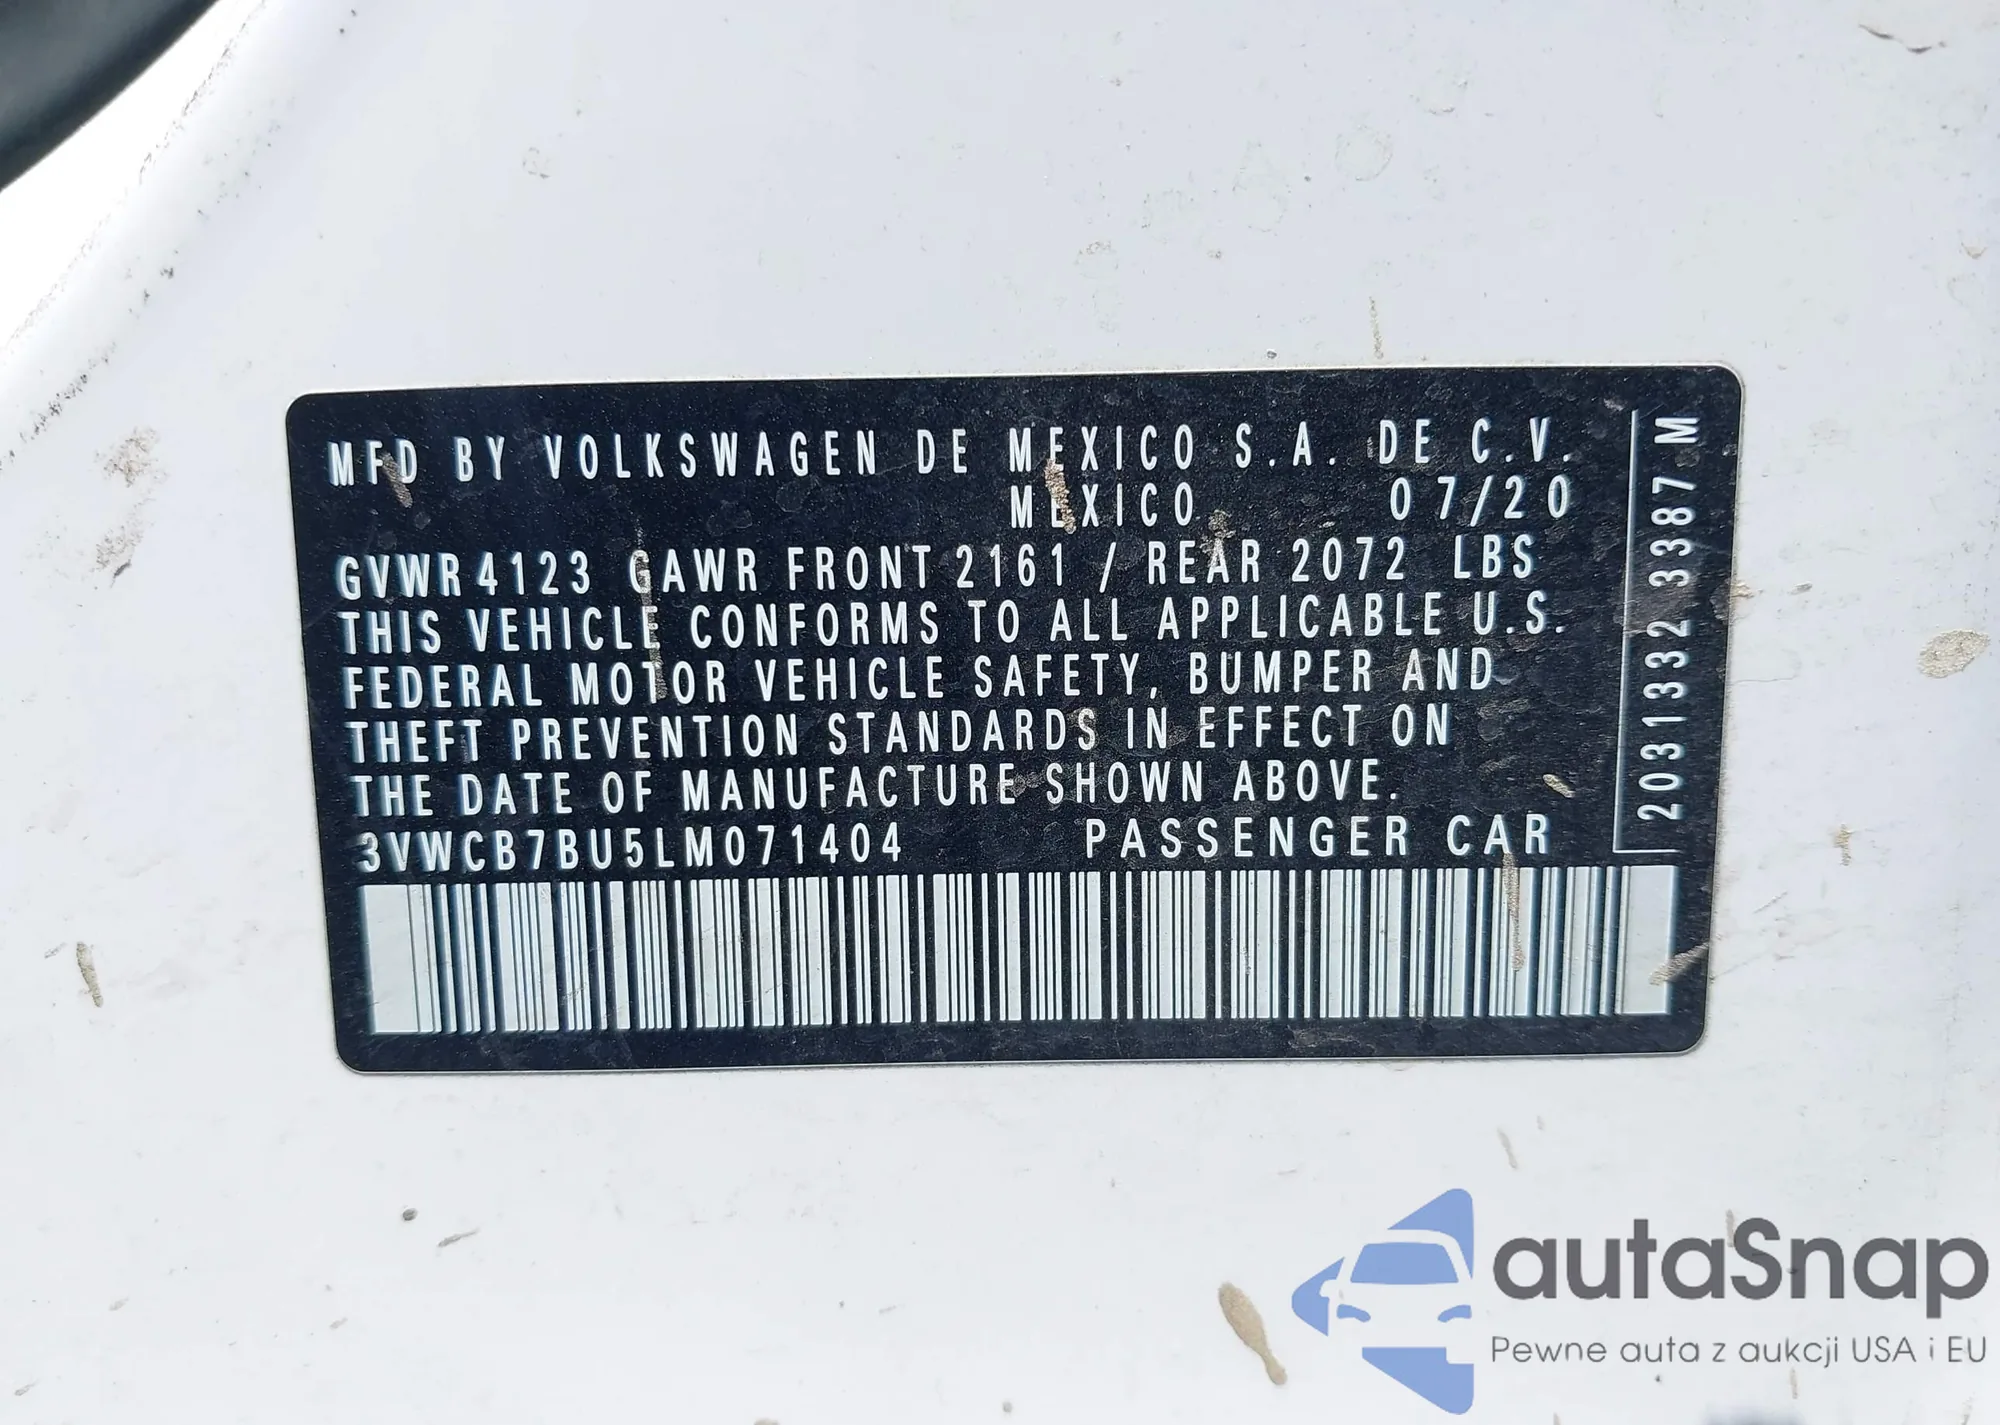 MFD BY VOLKSWAGEN DE MEXICO S.A. DE C.V.
MEXICO 07/20
GVWR 4123 GAWR FRONT 2161 / REAR 2072 LBS
THIS VEHICLE CONFORMS TO ALL APPLICABLE U.S.
FEDERAL MOTOR VEHICLE SAFETY, BUMPER AND
THEFT PREVENTION STANDARDS IN EFFECT ON
THE DATE OF MANUFACTURE SHOWN ABOVE.
3VWCB7BU5LM071404 PASSENGER CAR
2031332 3387 M
autaSnap
Pewne auta z aukcji USA i EU